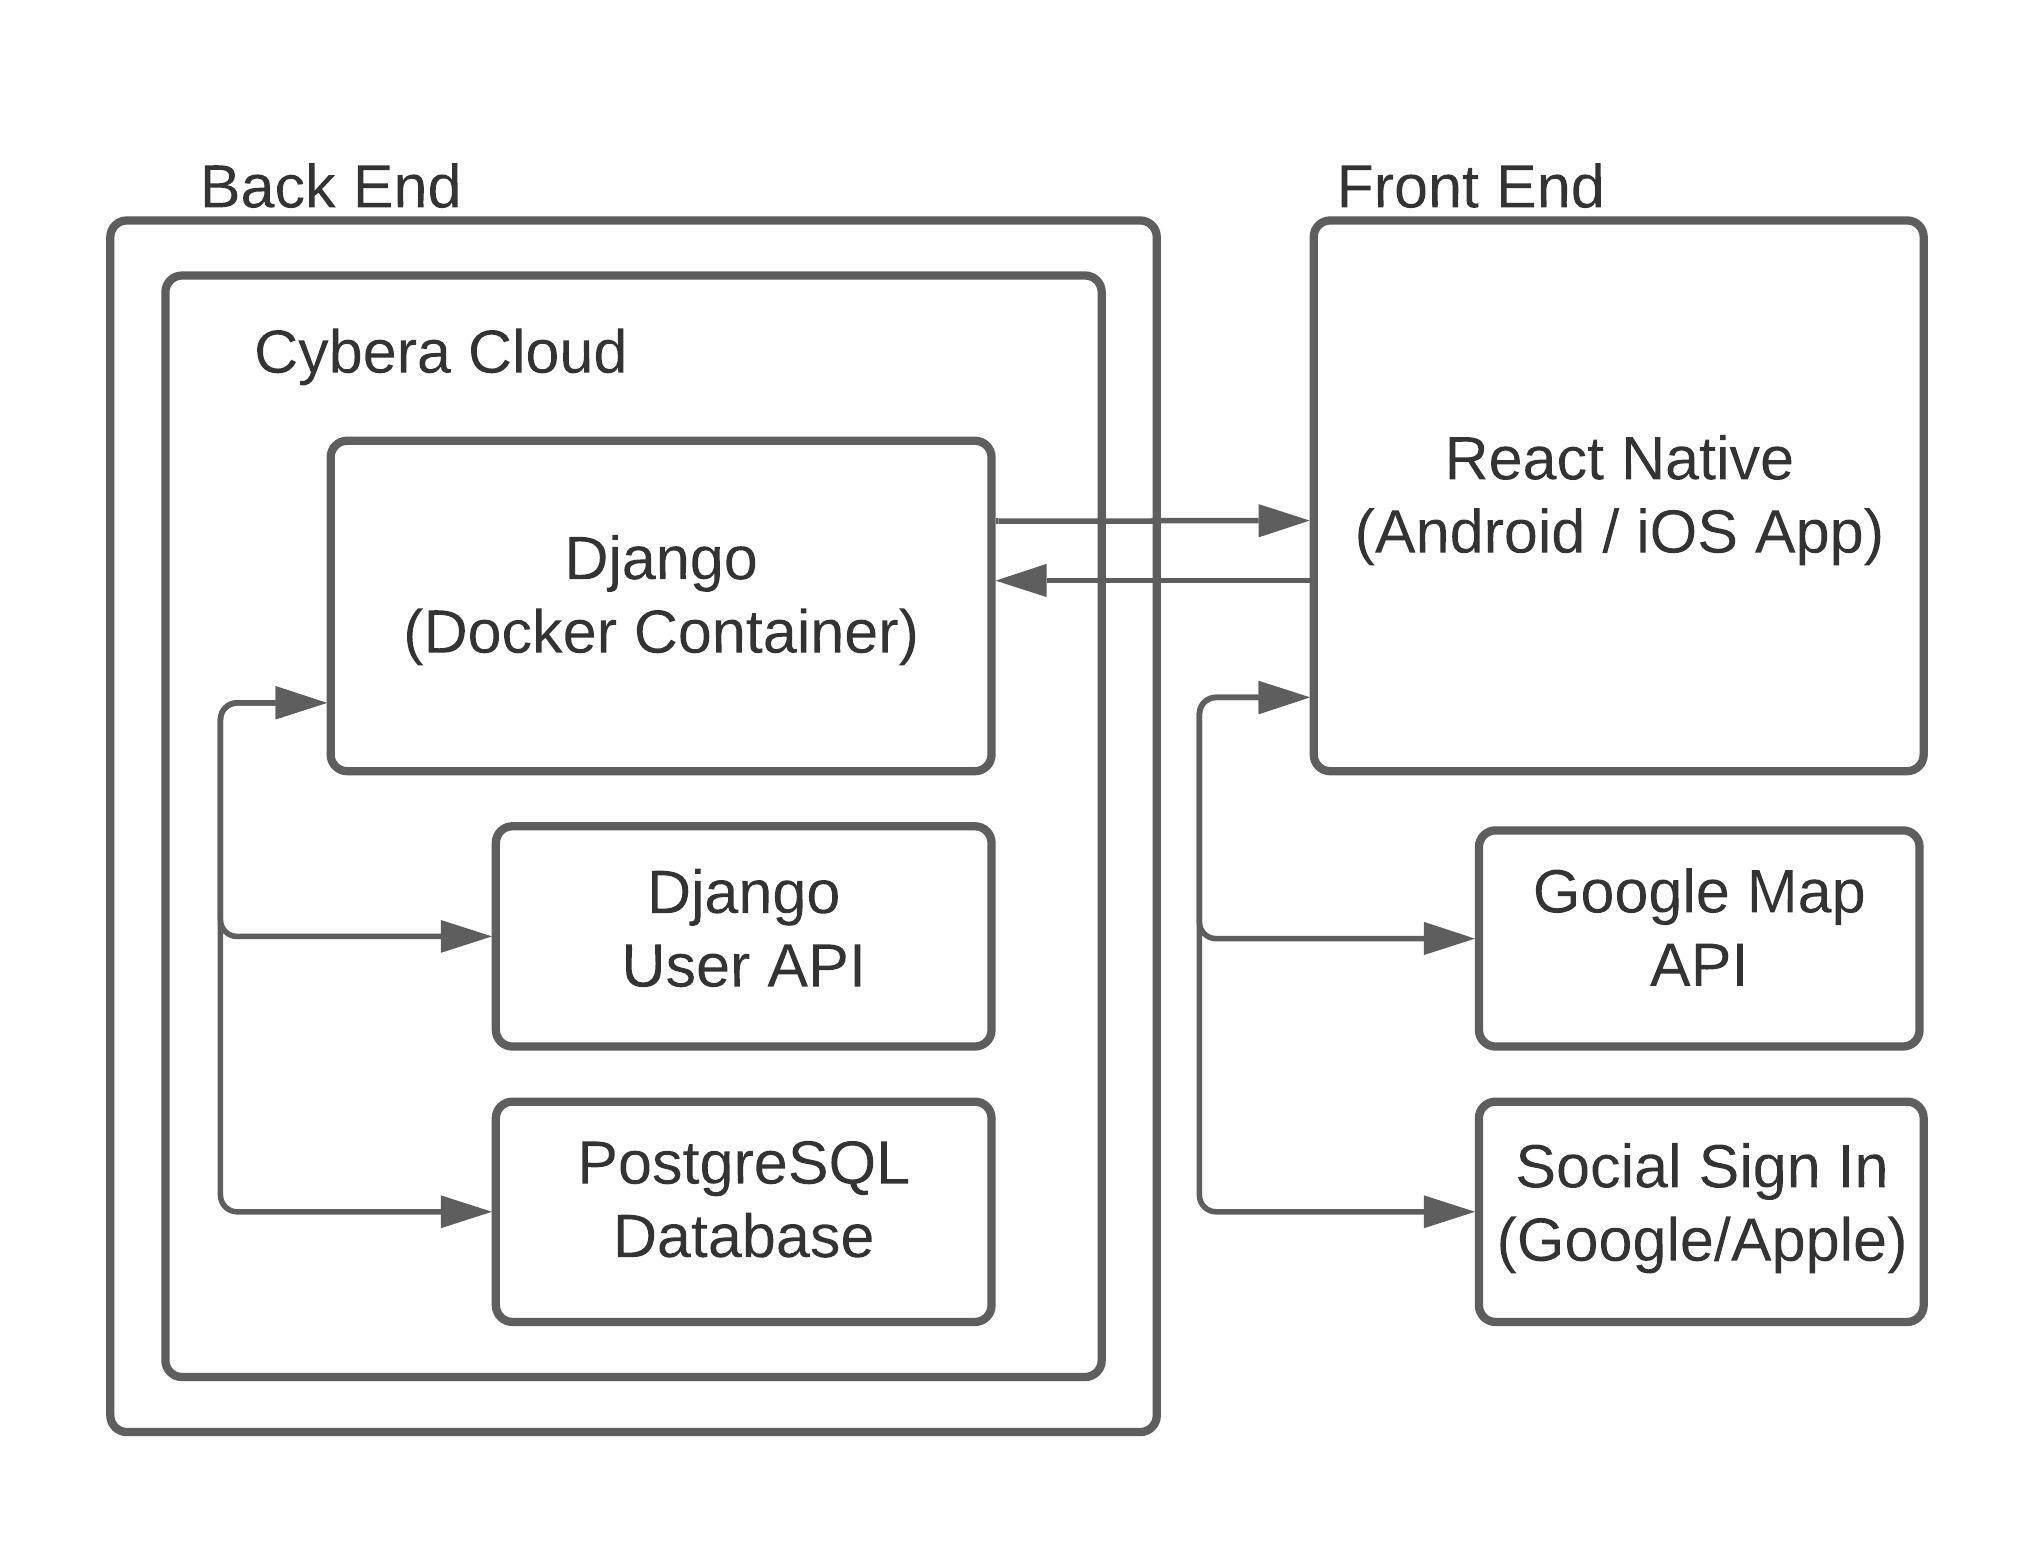 Back End
Cybera Cloud
Django
(Docker Container)
Django
User API
PostgreSQL
Database
Front End
React Native
(Android / iOS App)
Google Map
API
Social Sign In
(Google/Apple)